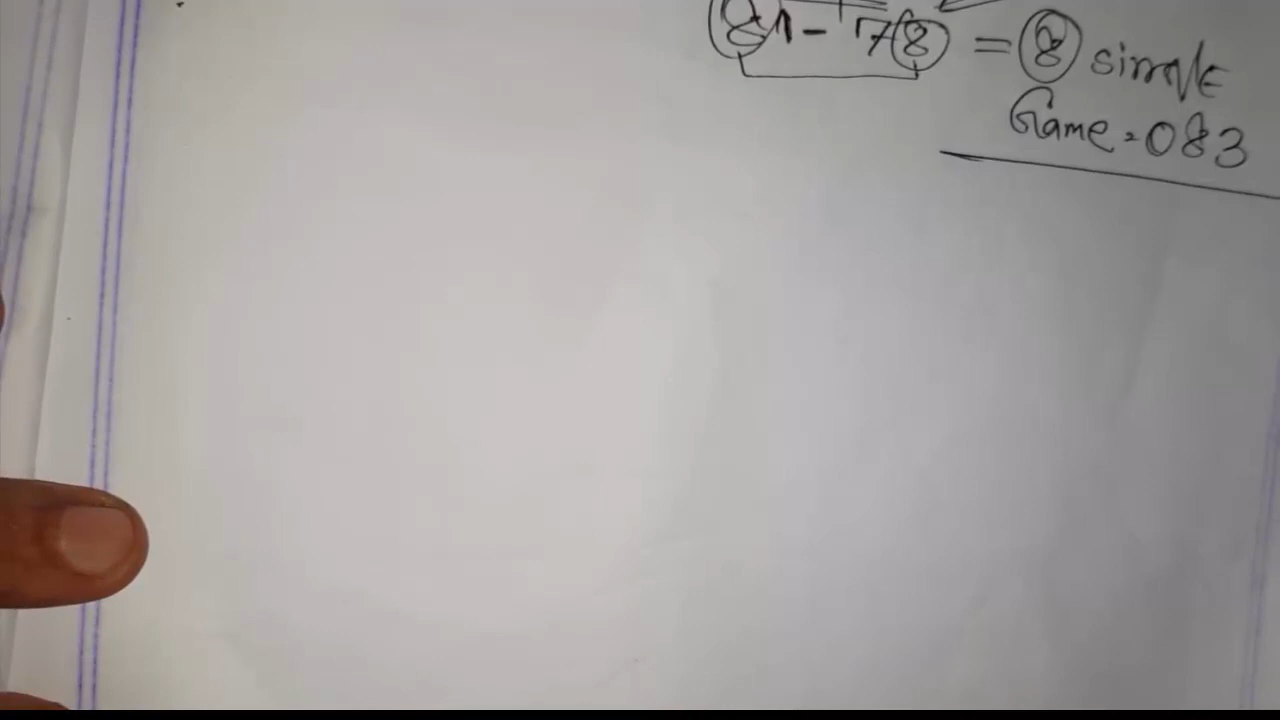 81 - 78 = 8 simple
Game = 083